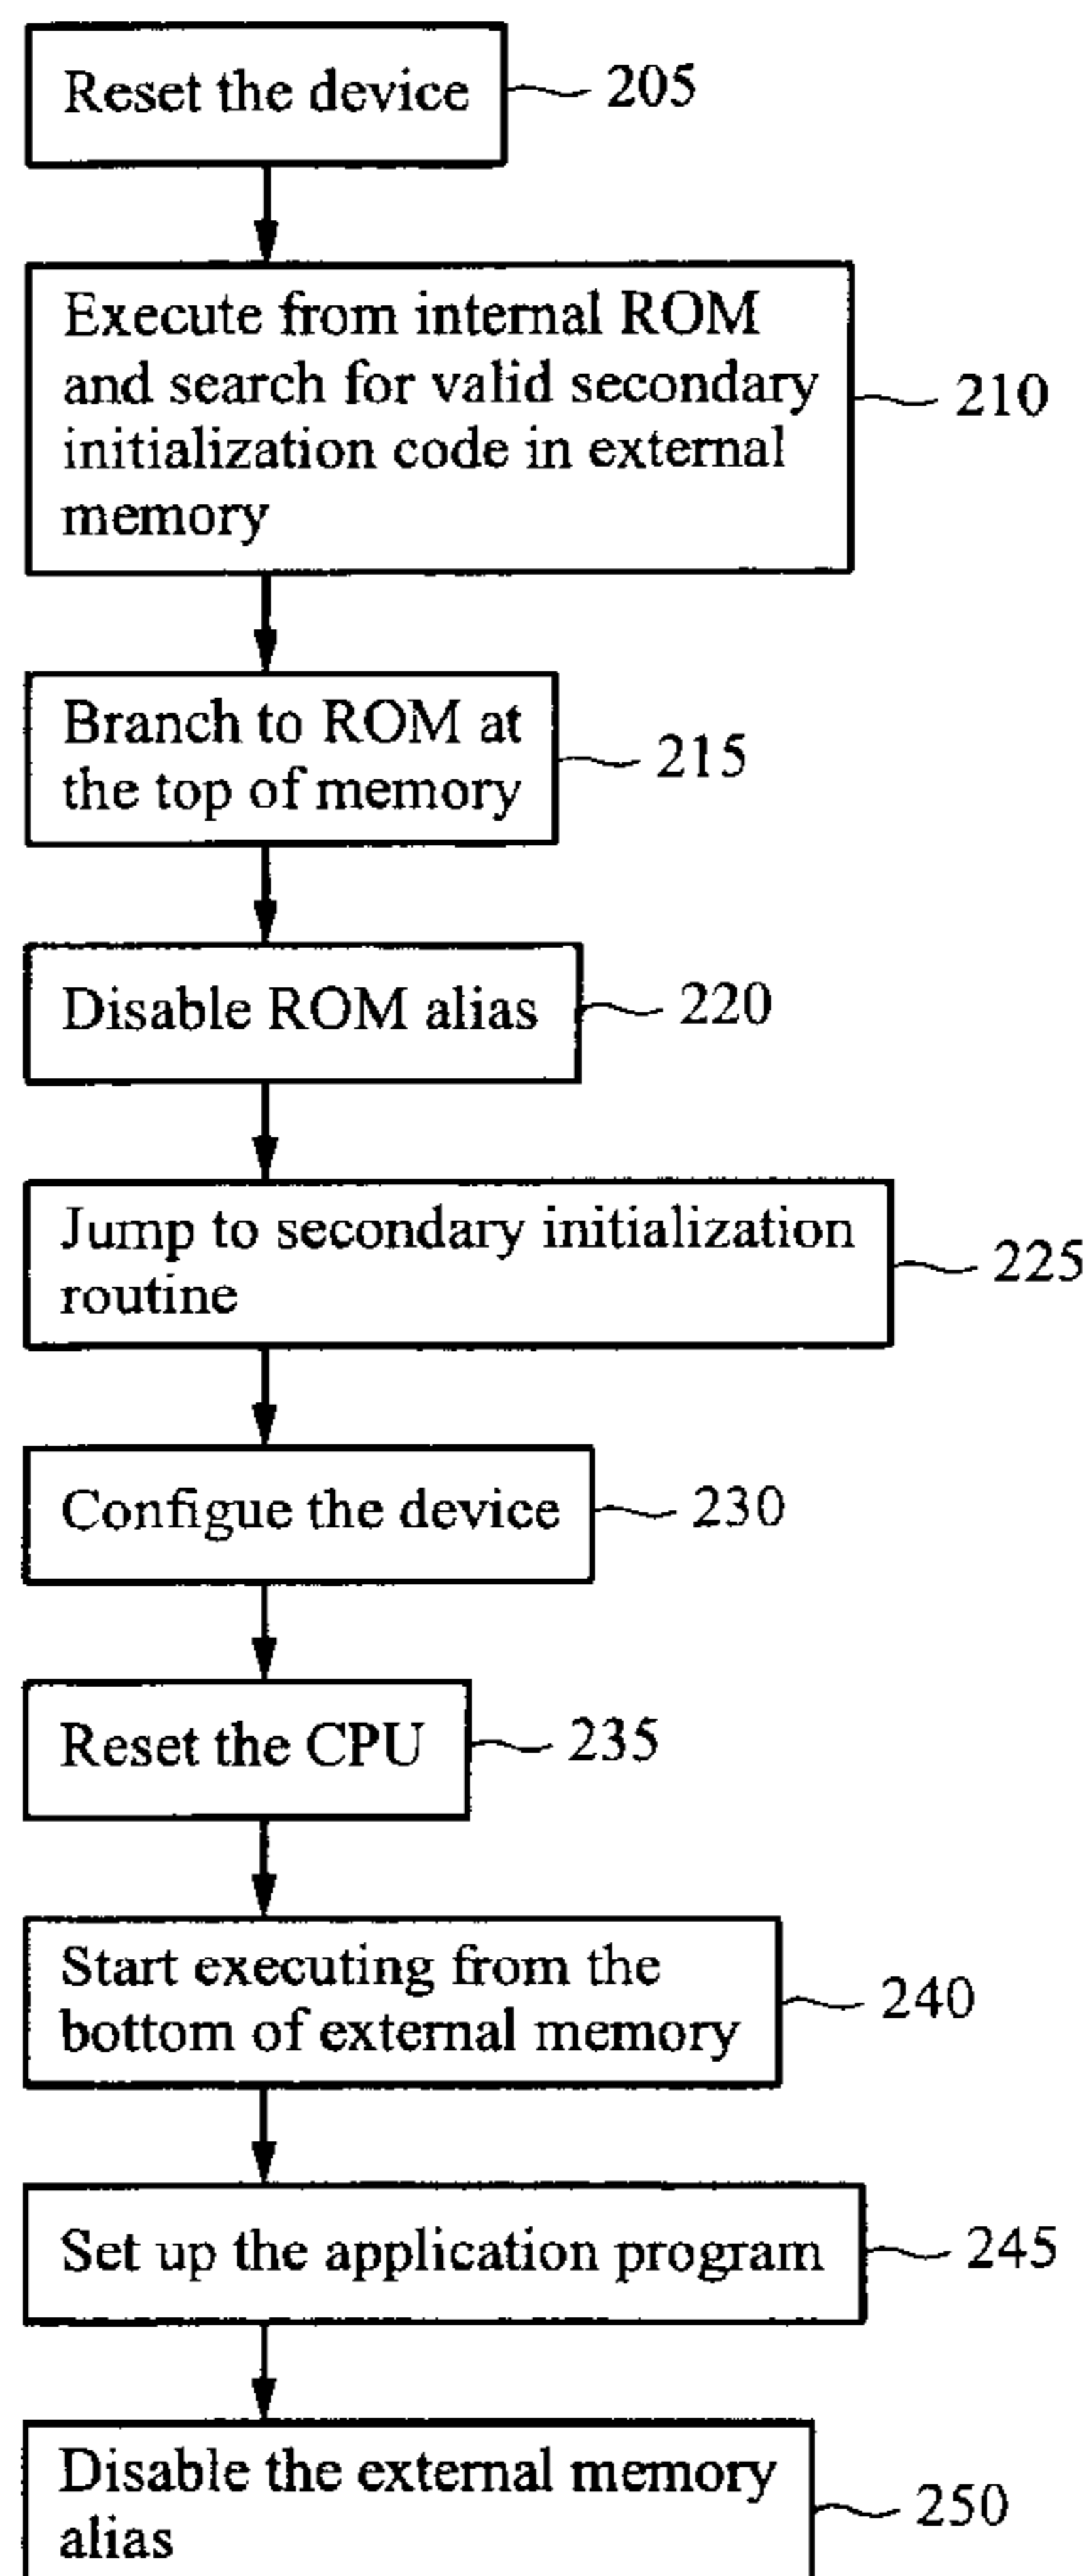 Reset the device
205
Execute from internal ROM
and search for valid secondary
initialization code in external
memory
210
Branch to ROM at
the top of memory
215
Disable ROM alias
220
Jump to secondary initialization
routine
225
Configue the device
230
Reset the CPU
235
Start executing from the
bottom of external memory
240
Set up the application program
245
Disable the external memory
alias
250